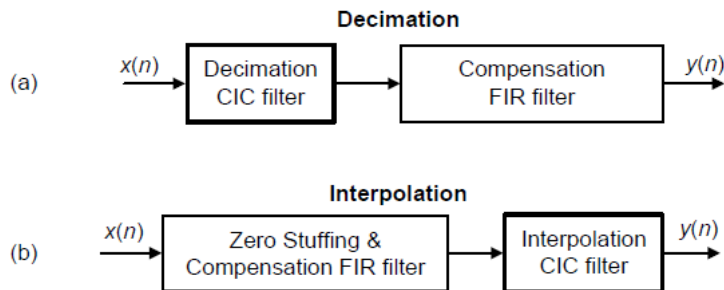 Decimation
(a)
x(n)
Decimation
CIC filter
Compensation
FIR filter
y(n)
Interpolation
(b)
x(n)
Zero Stuffing &
Compensation FIR filter
Interpolation
CIC filter
y(n)